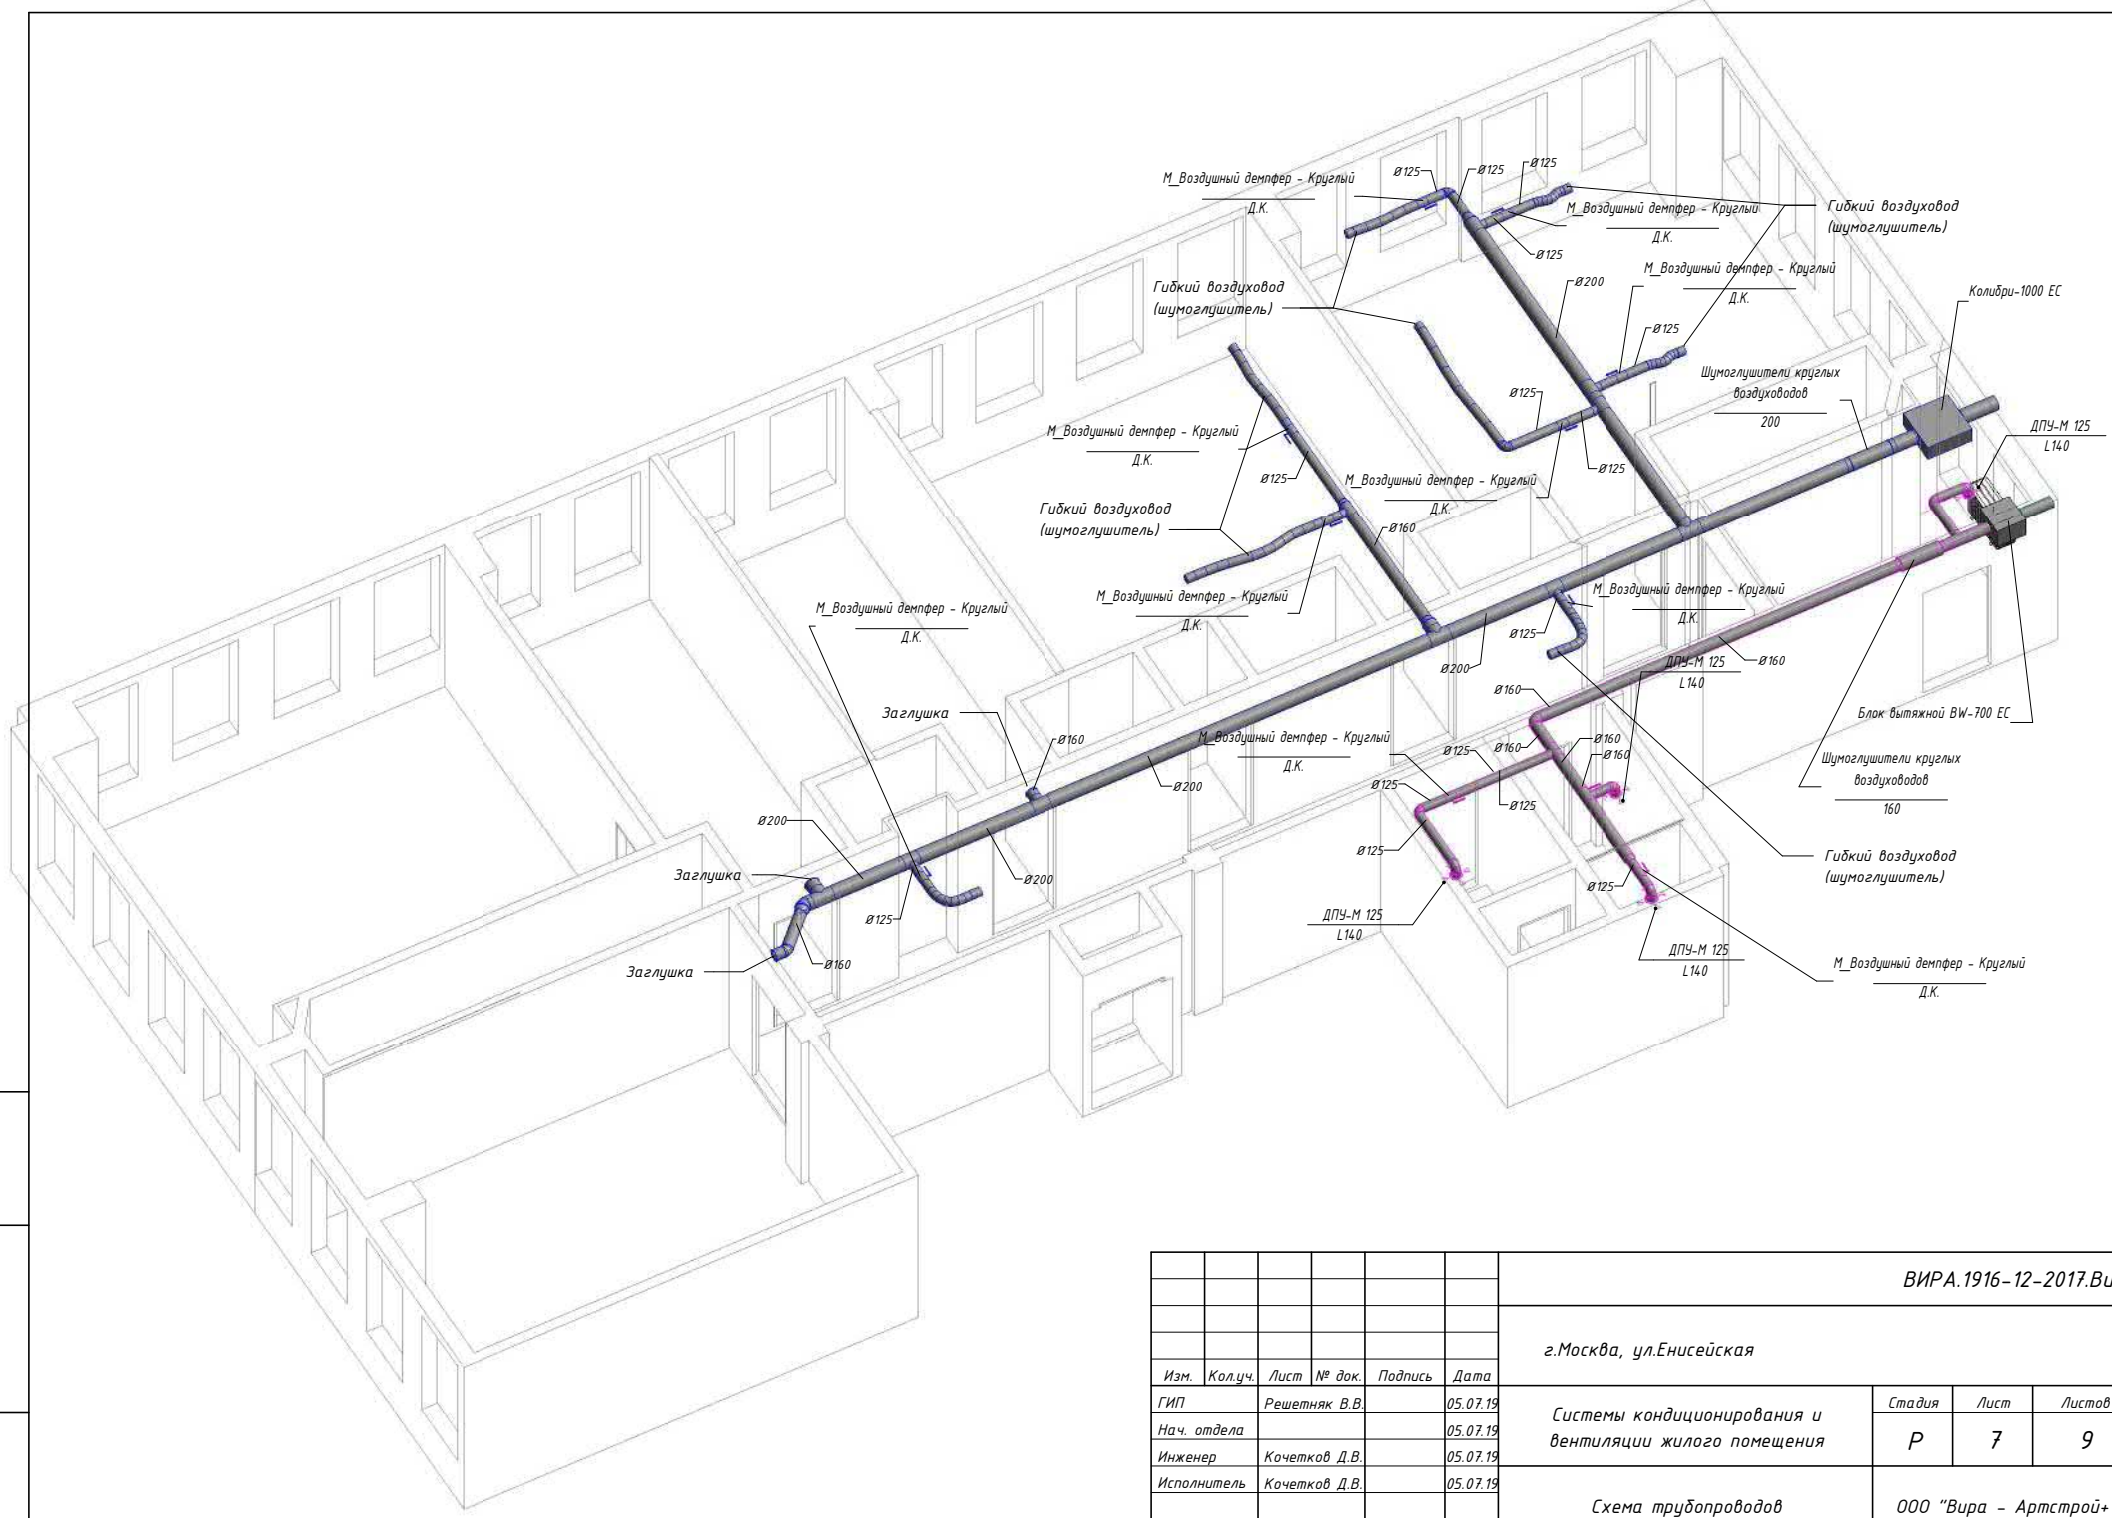 М_Воздушный демпфер - Круглый
Д.К.
Ø125
Ø125
Ø125
М_Воздушный демпфер - Круглый
Д.К.
Гибкий воздуховод
(шумоглушитель)
Ø125
М_Воздушный демпфер - Круглый
Д.К.
Гибкий воздуховод
(шумоглушитель)
Ø200
Колибри-1000 ЕС
Ø125
Шумоглушители круглых
воздуховодов
200
Ø125
М_Воздушный демпфер - Круглый
Д.К.
ДПУ-М 125
L140
Ø125
М_Воздушный демпфер - Круглый
Д.К.
Ø125
Гибкий воздуховод
(шумоглушитель)
Ø160
М_Воздушный демпфер - Круглый
Д.К.
М_Воздушный демпфер - Круглый
Д.К.
М_Воздушный демпфер - Круглый
Д.К.
Ø125
Ø200
ДПУ-М 125
L140
Ø160
Ø160
Блок вытяжной BW-700 ЕС
Заглушка
Ø160
М_Воздушный демпфер - Круглый
Д.К.
Ø125
Ø160
Ø160
Ø160
Шумоглушители круглых
воздуховодов
160
Ø200
Ø125
Ø125
Ø200
Ø125
Гибкий воздуховод
(шумоглушитель)
Заглушка
Ø200
Ø125
Ø125
ДПУ-М 125
L140
ДПУ-М 125
L140
Заглушка
Ø160
М_Воздушный демпфер - Круглый
Д.К.
ВИРА.1916-12-2017.Ви
г.Москва, ул.Енисейская
Изм. Кол.уч. Лист № док. Подпись Дата
ГИП Решетняк В.В. 05.07.19
Нач. отдела 05.07.19
Инженер Кочетков Д.В. 05.07.19
Исполнитель Кочетков Д.В. 05.07.19
Системы кондиционирования и
вентиляции жилого помещения
Стадия Лист Листов
Р 7 9
Схема трубопроводов
ООО "Вира - Артстрой+